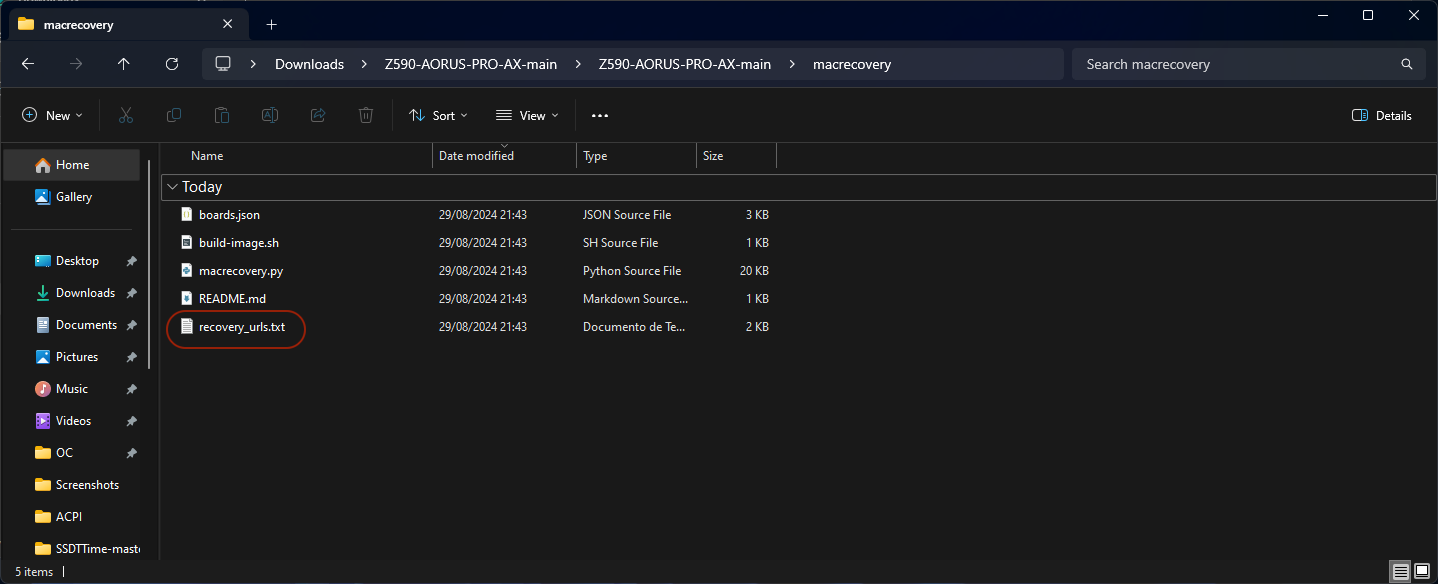 macrecovery
Downloads > Z590-AORUS-PRO-AX-main > Z590-AORUS-PRO-AX-main > macrecovery
Search macrecovery
New
Sort
View
Details
Name Date modified Type Size
Home
Gallery
Desktop
Downloads
Documents
Pictures
Music
Videos
OC
Screenshots
ACPI
SSDTTime-maste
Today
boards.json 29/08/2024 21:43 JSON Source File 3 KB
build-image.sh 29/08/2024 21:43 SH Source File 1 KB
macrecovery.py 29/08/2024 21:43 Python Source File 20 KB
README.md 29/08/2024 21:43 Markdown Source... 1 KB
recovery_urls.txt 29/08/2024 21:43 Documento de Te... 2 KB
5 items